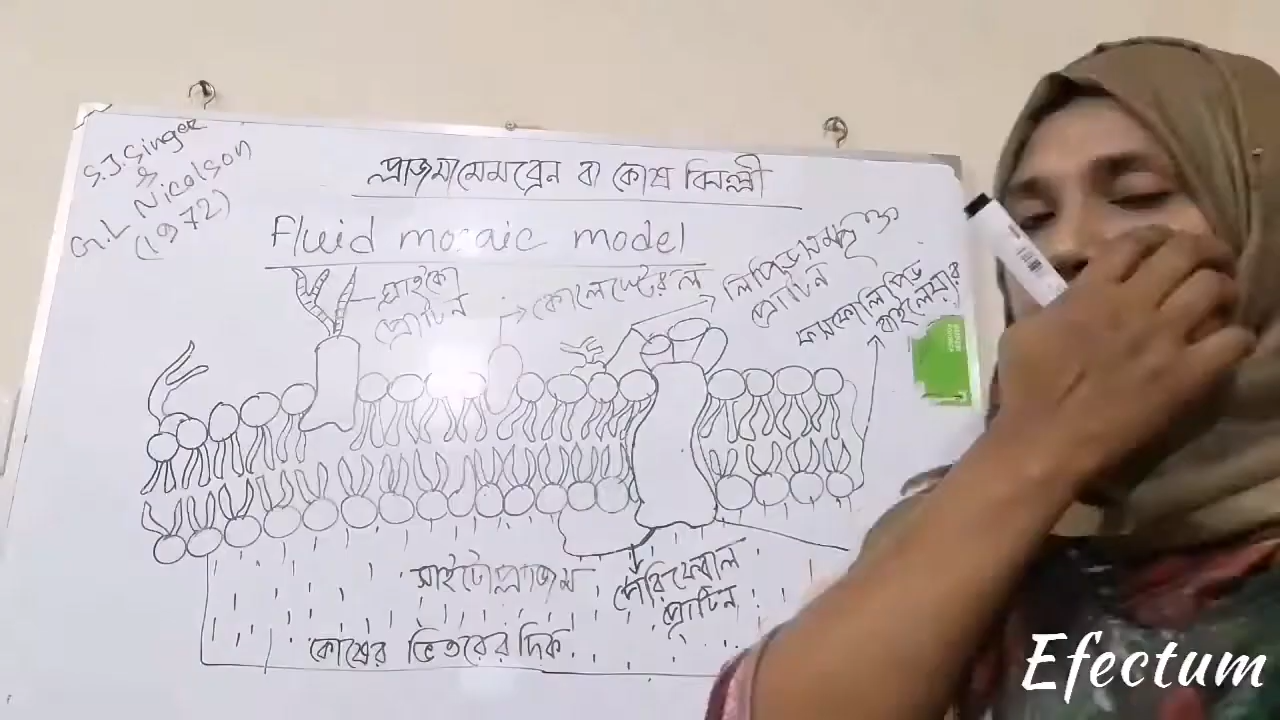 S.J. Singer
&
G.L Nicolson
(1972)
প্লাজমামেমব্রেন বা কোষ ঝিল্লী
Fluid mosaic model
গ্লাইকো
প্রোটিন
কোলেস্টেরল
লিপিড
প্রোটিন
ফসফোলিপিড
বাইলেয়ার
সাইটোপ্লাজম
কোষের ভিতরের দিক
পেরিফেরাল
প্রোটিন
Efectum